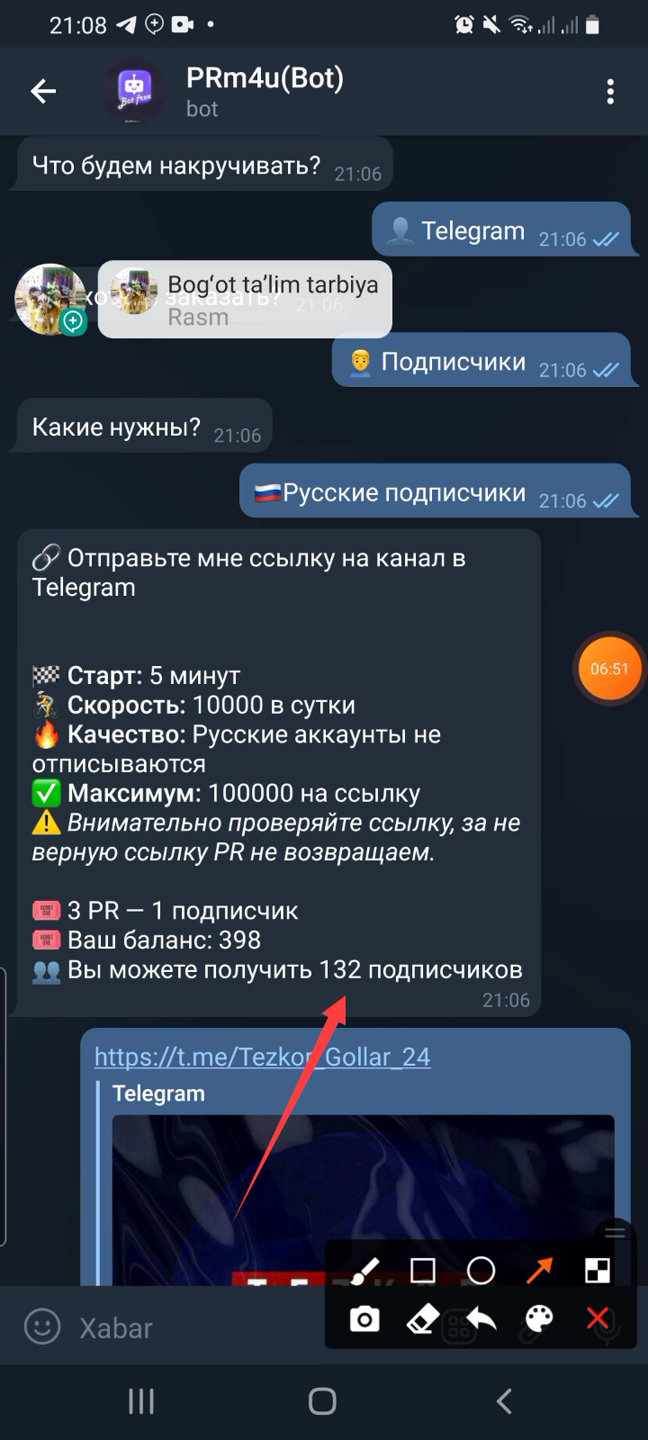 21:08
PRm4u(Bot)
bot
Что будем накручивать? 21:06
Telegram 21:06
заказать? 21:06
Bog‘ot ta’lim tarbiya
Rasm
Подписчики 21:06
Какие нужны? 21:06
Русские подписчики 21:06
Отправьте мне ссылку на канал в
Telegram
Старт: 5 минут
06:51
Скорость: 10000 в сутки
Качество: Русские аккаунты не
отписываются
Максимум: 100000 на ссылку
Внимательно проверяйте ссылку, за не
верную ссылку PR не возвращаем.
3 PR — 1 подписчик
Ваш баланс: 398
Вы можете получить 132 подписчиков
21:06
https://t.me/Tezkor_Gollar_24
Telegram
Xabar